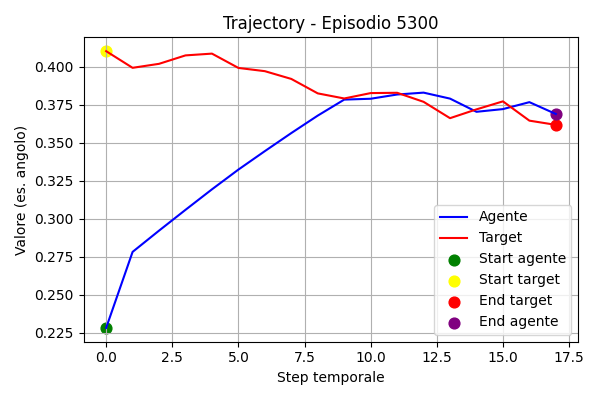 Trajectory - Episodio 5300
Valore (es. angolo)
0.400
0.375
0.350
0.325
0.300
0.275
0.250
0.225
0.0 2.5 5.0 7.5 10.0 12.5 15.0 17.5
Step temporale
Agente
Target
Start agente
Start target
End target
End agente